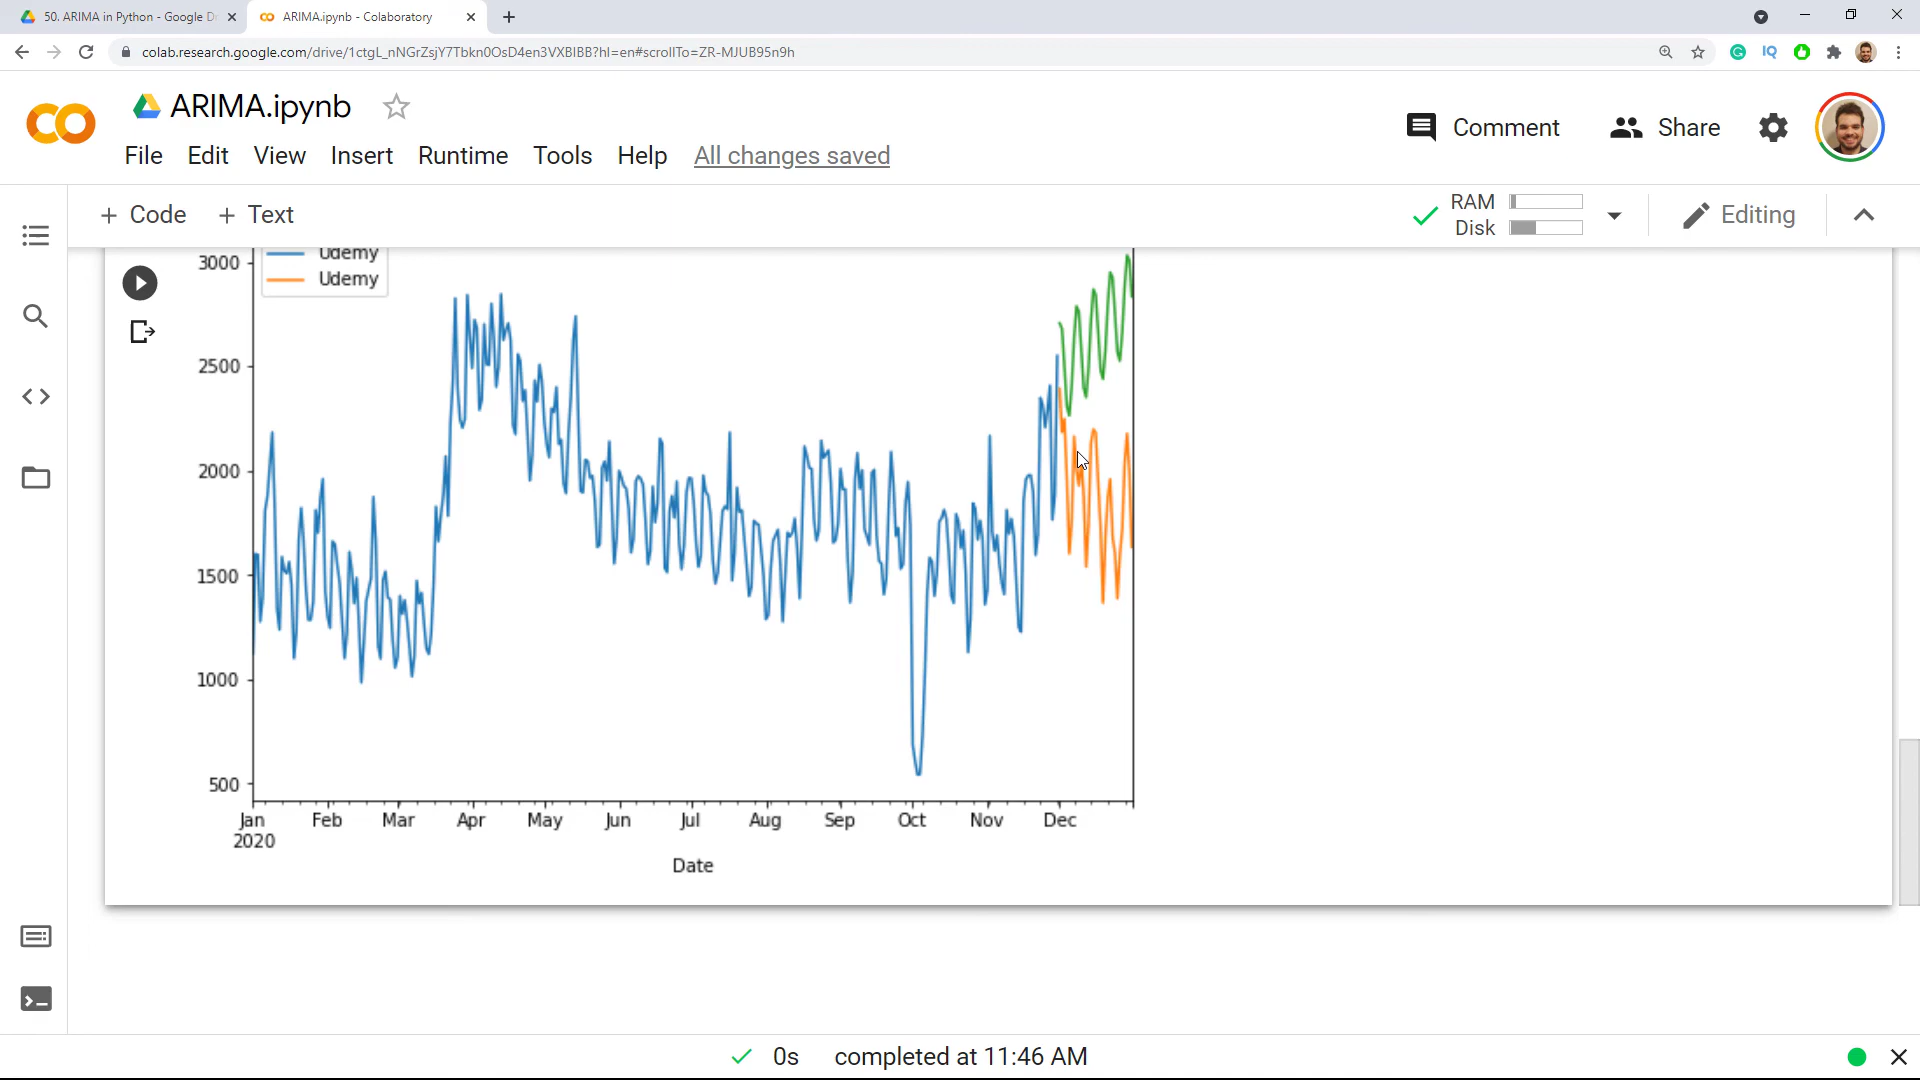 50. ARIMA in Python - Google Dr
ARIMA.ipynb - Colaboratory
colab.research.google.com/drive/1ctgL_nNGrZsjY7Tbkn0OsD4en3VXBIBB?hl=en#scrollTo=ZR-MJUB95n9h
IQ
ARIMA.ipynb
Comment
Share
File Edit View Insert Runtime Tools Help All changes saved
+ Code + Text
RAM
Disk
Editing
Udemy
Udemy
3000
2500
2000
1500
1000
500
Jan Feb Mar Apr May Jun Jul Aug Sep Oct Nov Dec
2020
Date
0s completed at 11:46 AM